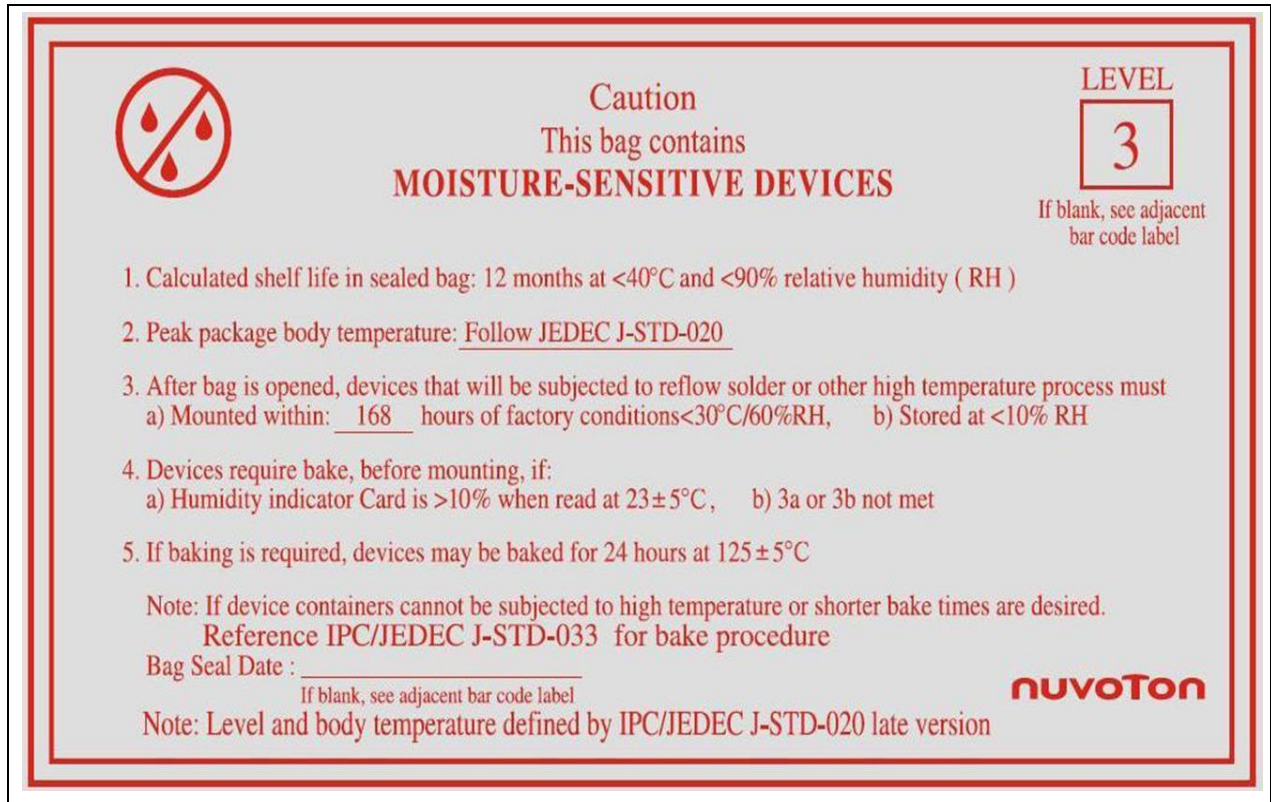 Caution
This bag contains
MOISTURE-SENSITIVE DEVICES
LEVEL
3
If blank, see adjacent
bar code label
1. Calculated shelf life in sealed bag: 12 months at <40°C and <90% relative humidity ( RH )
2. Peak package body temperature: Follow JEDEC J-STD-020
3. After bag is opened, devices that will be subjected to reflow solder or other high temperature process must
a) Mounted within: 168 hours of factory conditions<30°C/60%RH, b) Stored at <10% RH
4. Devices require bake, before mounting, if:
a) Humidity indicator Card is >10% when read at 23±5°C, b) 3a or 3b not met
5. If baking is required, devices may be baked for 24 hours at 125±5°C
Note: If device containers cannot be subjected to high temperature or shorter bake times are desired.
Reference IPC/JEDEC J-STD-033 for bake procedure
Bag Seal Date : ____________
If blank, see adjacent bar code label
nuvoTon
Note: Level and body temperature defined by IPC/JEDEC J-STD-020 late version